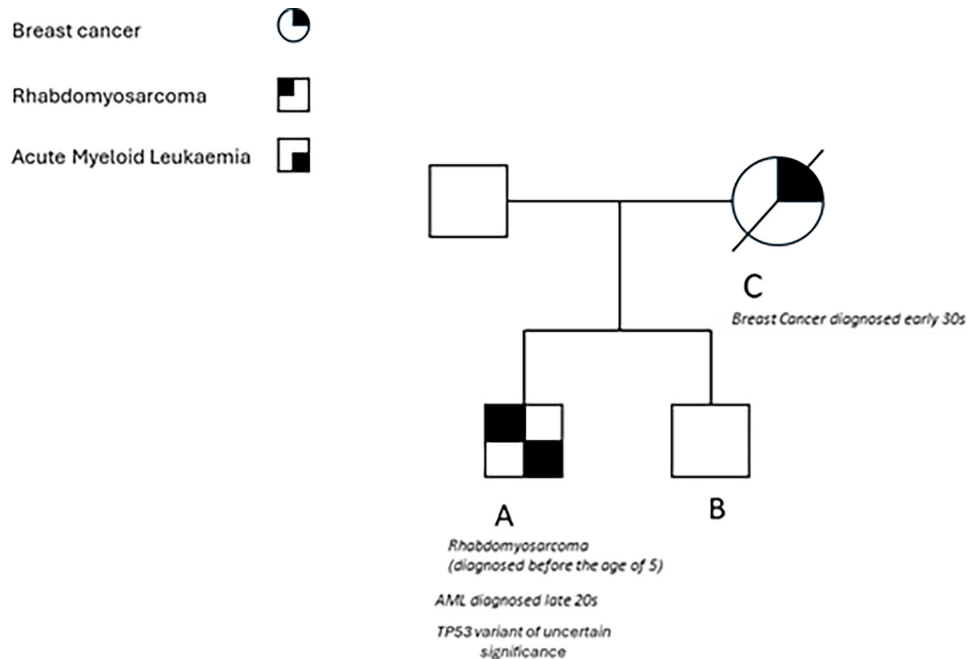 Breast cancer
Rhabdomyosarcoma
Acute Myeloid Leukaemia
C
Breast Cancer diagnosed early 30s
A
B
Rhabdomyosarcoma
(diagnosed before the age of 5)
AML diagnosed late 20s
TP53 variant of uncertain
significance